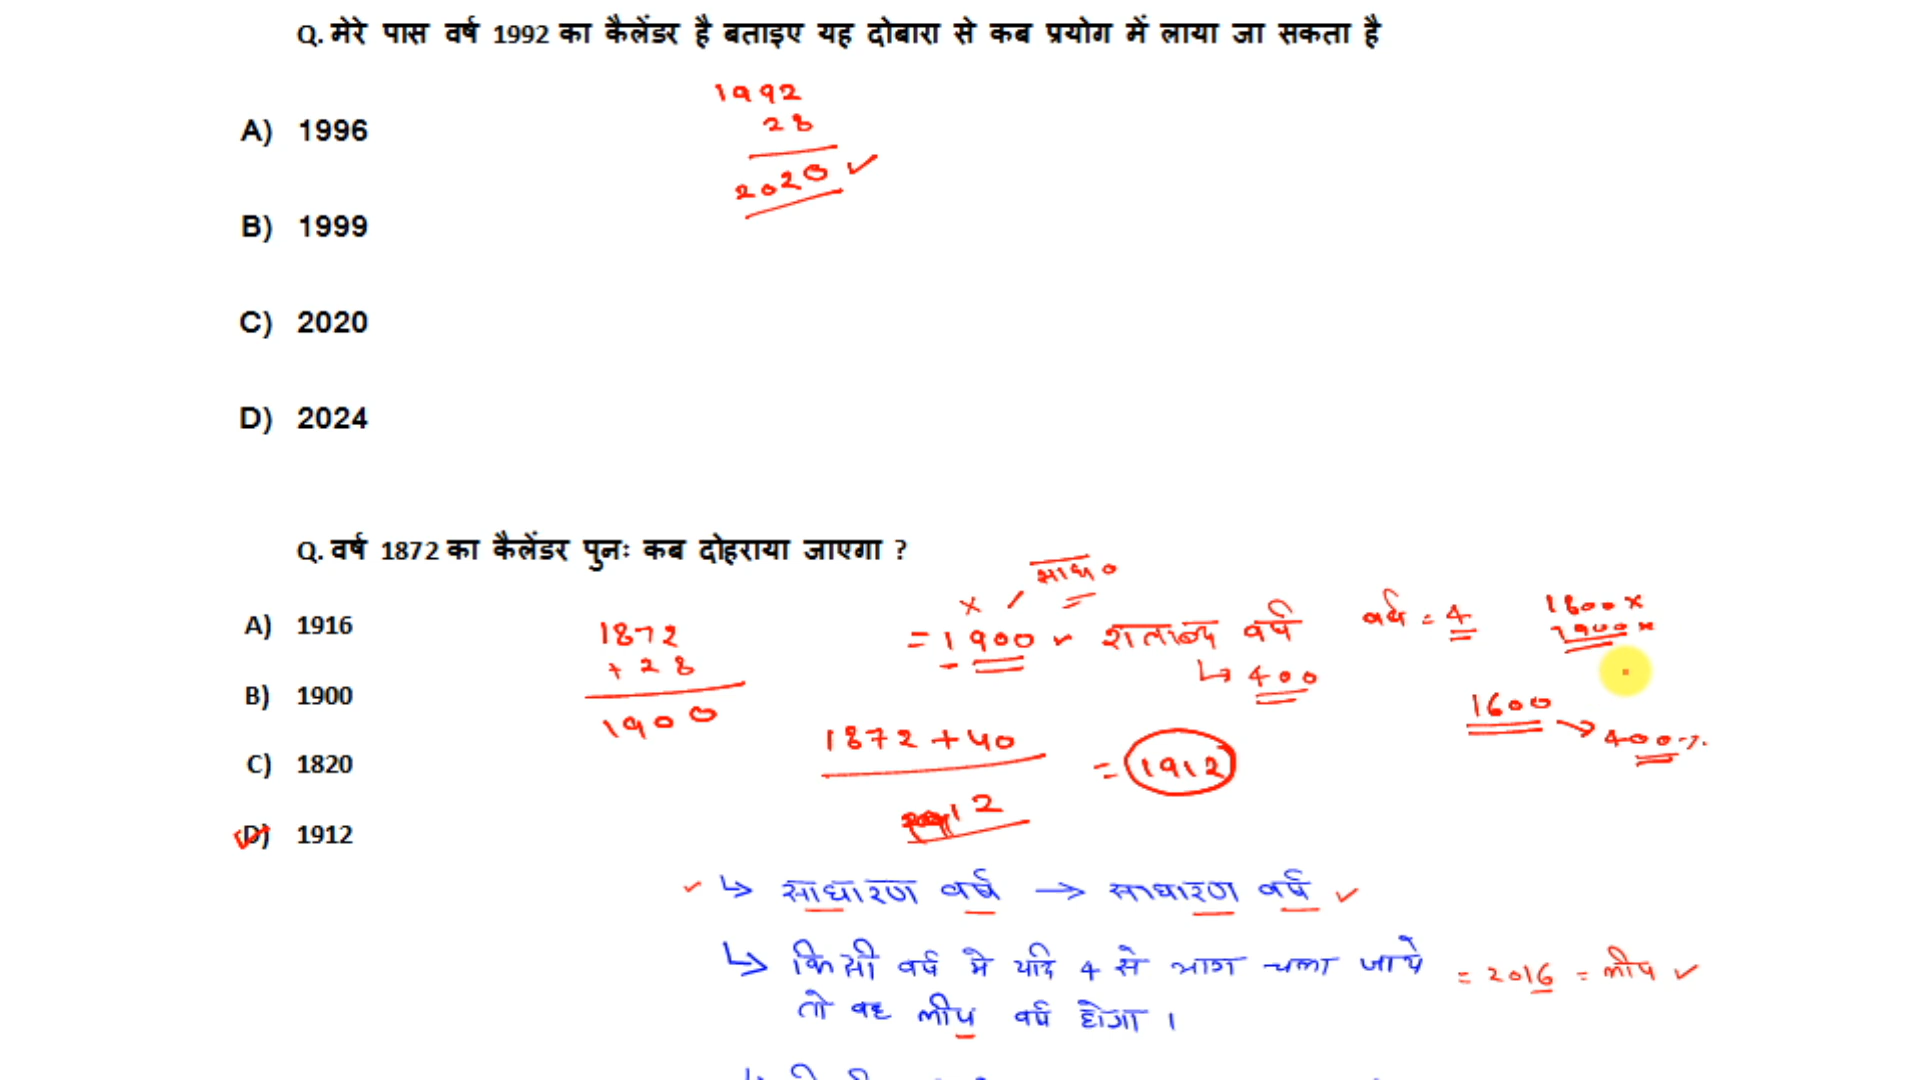 Q. मेरे पास वर्ष 1992 का कैलेंडर है बताइए यह दोबारा से कब प्रयोग में लाया जा सकता है
1992
28
2020 ✓
A) 1996
B) 1999
C) 2020
D) 2024
Q. वर्ष 1872 का कैलेंडर पुनः कब दोहराया जाएगा ?
A) 1916
B) 1900
C) 1820
D) 1912
1872
+ 28
1900
साधा०
= 1900 ✓ शताब्द वर्ष
↳ 400
वर्ष = 4
1800 x
1900 x
1600
→ 400
1872 + 40
12
= 1912
✓ ↳ साधारण वर्ष → साधारण वर्ष ✓
↳ किसी वर्ष मे यदि 4 से भाग चला जाये = 2016 = लीप ✓
तो वह लीप वर्ष होगा ।